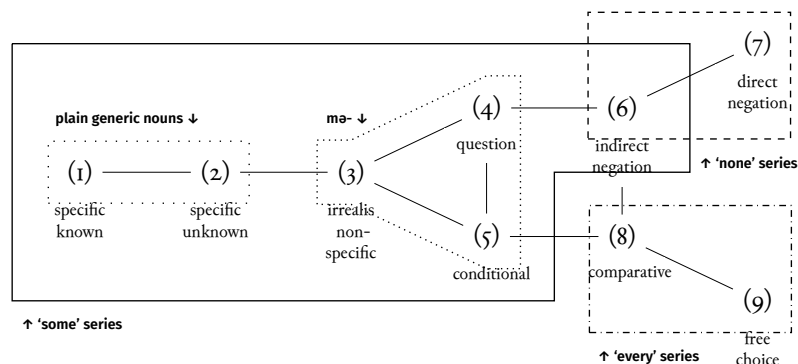 (7)
direct
negation
plain generic nouns ↓
mə- ↓
(4)
question
(6)
indirect
negation
↑ 'none' series
(1)
specific
known
(2)
specific
unknown
(3)
irrealis
non-
specific
(5)
conditional
(8)
comparative
(9)
free
choice
↑ 'some' series
↑ 'every' series